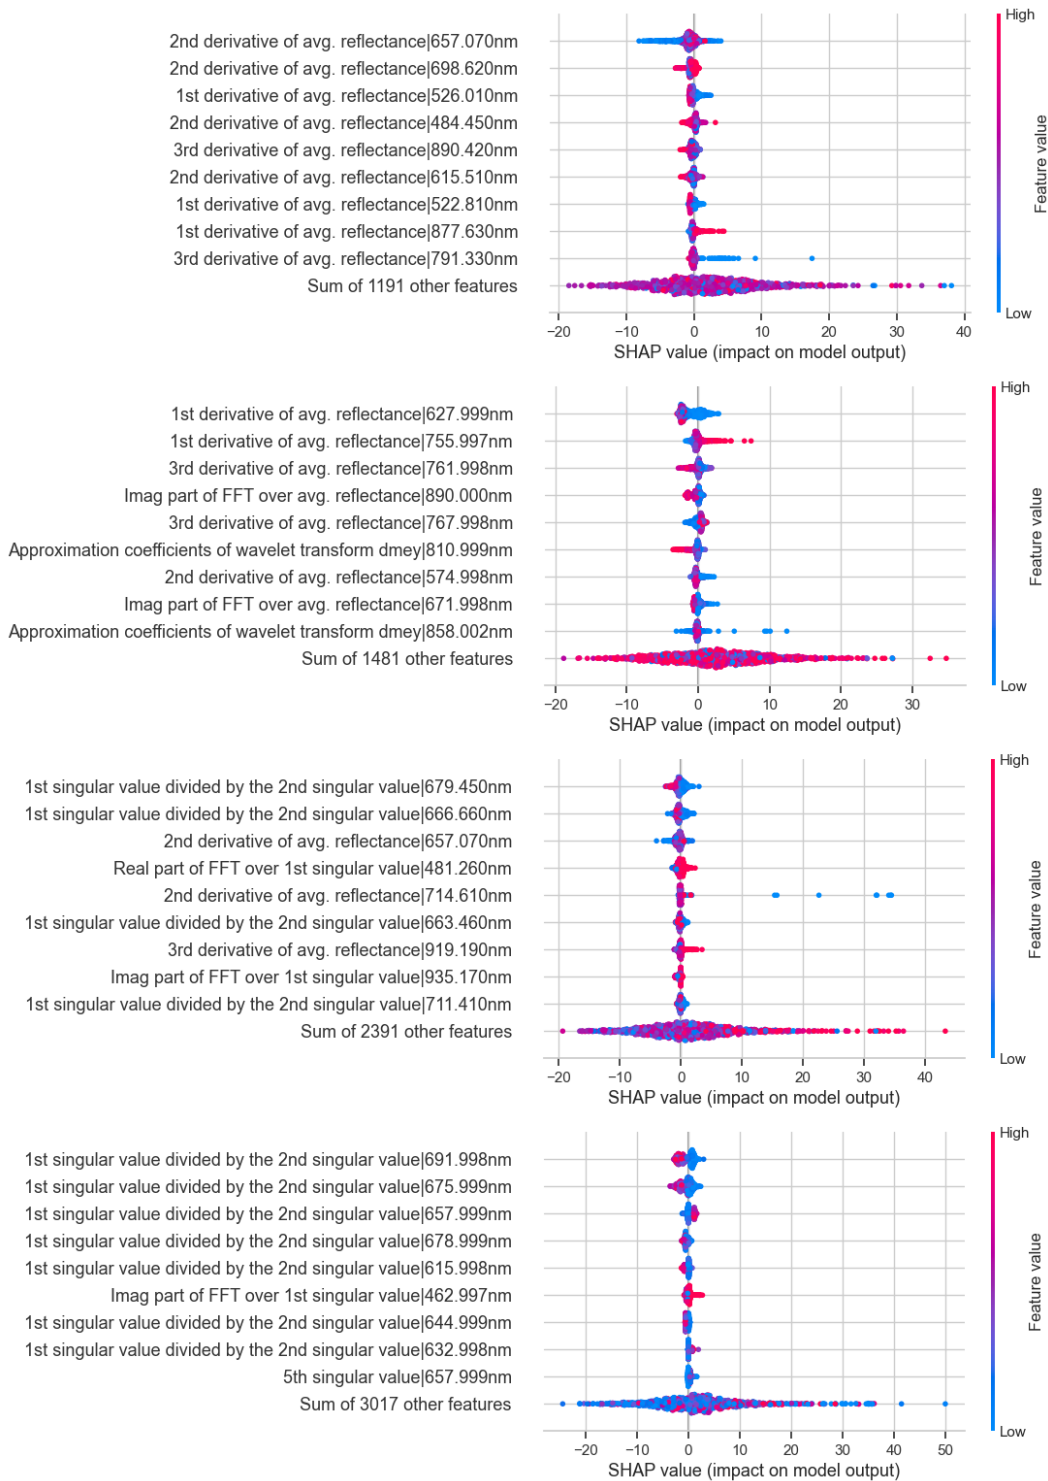 High
2nd derivative of avg. reflectance|657.070nm
2nd derivative of avg. reflectance|698.620nm
1st derivative of avg. reflectance|526.010nm
2nd derivative of avg. reflectance|484.450nm
3rd derivative of avg. reflectance|890.420nm
2nd derivative of avg. reflectance|615.510nm
1st derivative of avg. reflectance|522.810nm
1st derivative of avg. reflectance|877.630nm
3rd derivative of avg. reflectance|791.330nm
Sum of 1191 other features
Feature value
Low
−20 −10 0 10 20 30 40
SHAP value (impact on model output)
High
1st derivative of avg. reflectance|627.999nm
1st derivative of avg. reflectance|755.997nm
3rd derivative of avg. reflectance|761.998nm
Imag part of FFT over avg. reflectance|890.000nm
3rd derivative of avg. reflectance|767.998nm
Approximation coefficients of wavelet transform dmey|810.999nm
2nd derivative of avg. reflectance|574.998nm
Imag part of FFT over avg. reflectance|671.998nm
Approximation coefficients of wavelet transform dmey|858.002nm
Sum of 1481 other features
Feature value
Low
−20 −10 0 10 20 30
SHAP value (impact on model output)
High
1st singular value divided by the 2nd singular value|679.450nm
1st singular value divided by the 2nd singular value|666.660nm
2nd derivative of avg. reflectance|657.070nm
Real part of FFT over 1st singular value|481.260nm
2nd derivative of avg. reflectance|714.610nm
1st singular value divided by the 2nd singular value|663.460nm
3rd derivative of avg. reflectance|919.190nm
Imag part of FFT over 1st singular value|935.170nm
1st singular value divided by the 2nd singular value|711.410nm
Sum of 2391 other features
Feature value
Low
−20 −10 0 10 20 30 40
SHAP value (impact on model output)
High
1st singular value divided by the 2nd singular value|691.998nm
1st singular value divided by the 2nd singular value|675.999nm
1st singular value divided by the 2nd singular value|657.999nm
1st singular value divided by the 2nd singular value|678.999nm
1st singular value divided by the 2nd singular value|615.998nm
Imag part of FFT over 1st singular value|462.997nm
1st singular value divided by the 2nd singular value|644.999nm
1st singular value divided by the 2nd singular value|632.998nm
5th singular value|657.999nm
Sum of 3017 other features
Feature value
Low
−20 −10 0 10 20 30 40 50
SHAP value (impact on model output)